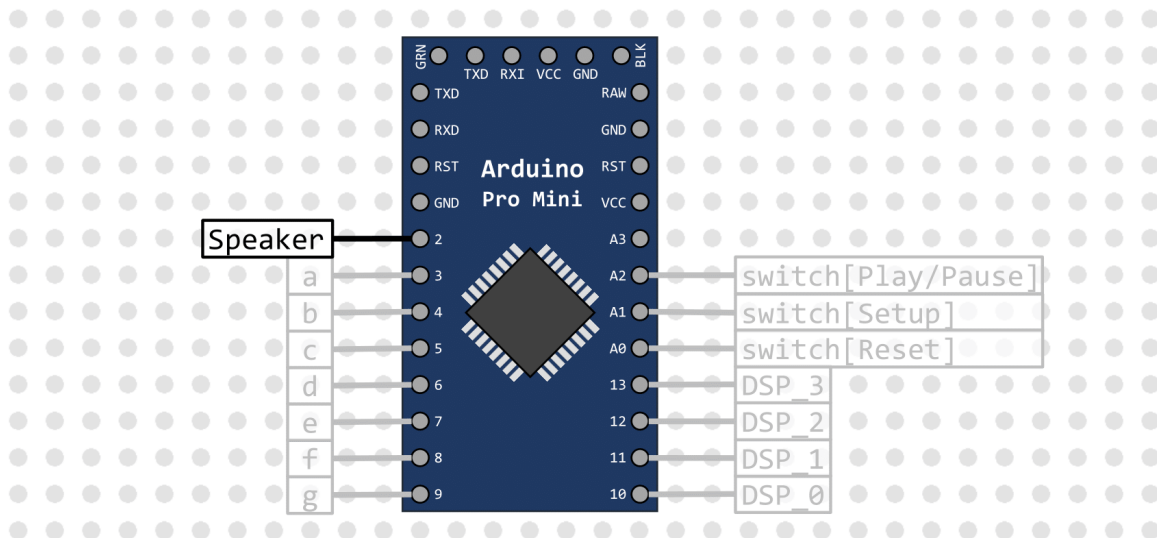 GRN
BLK
TXD RXI VCC GND
TXD RAW
RXD GND
RST Arduino RST
GND Pro Mini VCC
Speaker 2 A3
a 3 A2 switch[Play/Pause]
b 4 A1 switch[Setup]
c 5 A0 switch[Reset]
d 6 13 DSP_3
e 7 12 DSP_2
f 8 11 DSP_1
g 9 10 DSP_0